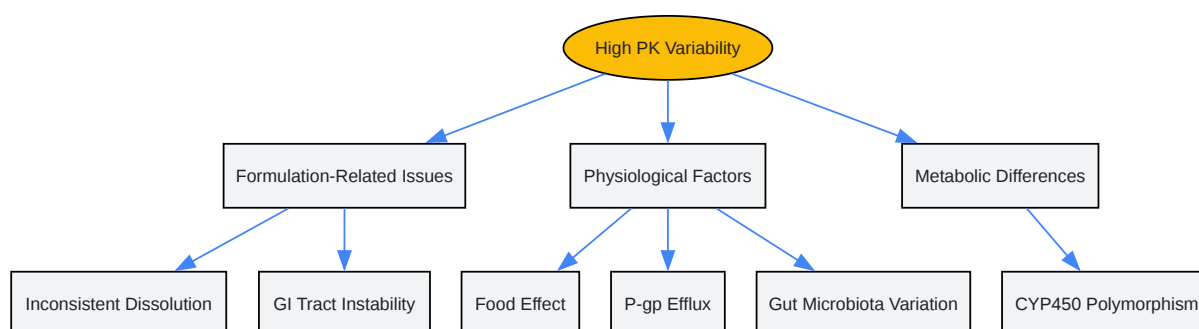 High PK Variability
Formulation-Related Issues
Physiological Factors
Metabolic Differences
Inconsistent Dissolution
GI Tract Instability
Food Effect
P-gp Efflux
Gut Microbiota Variation
CYP450 Polymorphism